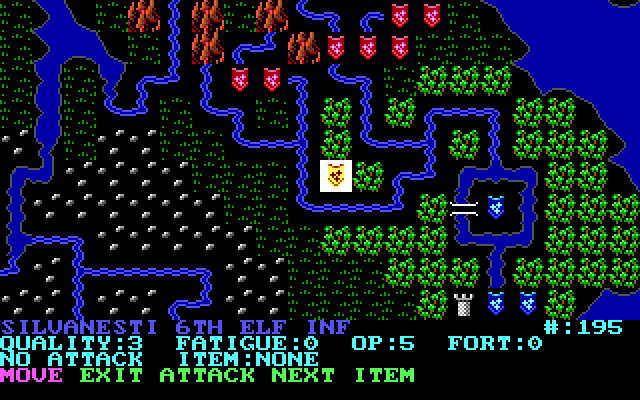 SILVANESTI 6TH ELF INF #:195
QUALITY:3 FATIGUE:0 OP:5 FORT:0
NO ATTACK ITEM:NONE
MOVE EXIT ATTACK NEXT ITEM